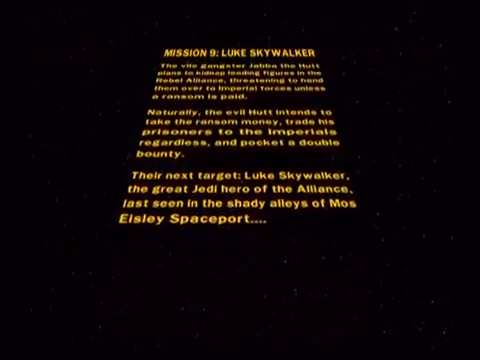 MISSION 9: LUKE SKYWALKER
The vile gangster Jabba the Hutt
plans to kidnap leading figures in the
Rebel Alliance, threatening to hand
them over to Imperial forces unless
a ransom is paid.
Naturally, the evil Hutt intends to
take the ransom money, trade his
prisoners to the Imperials
regardless, and pocket a double
bounty.
Their next target: Luke Skywalker,
the great Jedi hero of the Alliance,
last seen in the shady alleys of Mos
Eisley Spaceport....